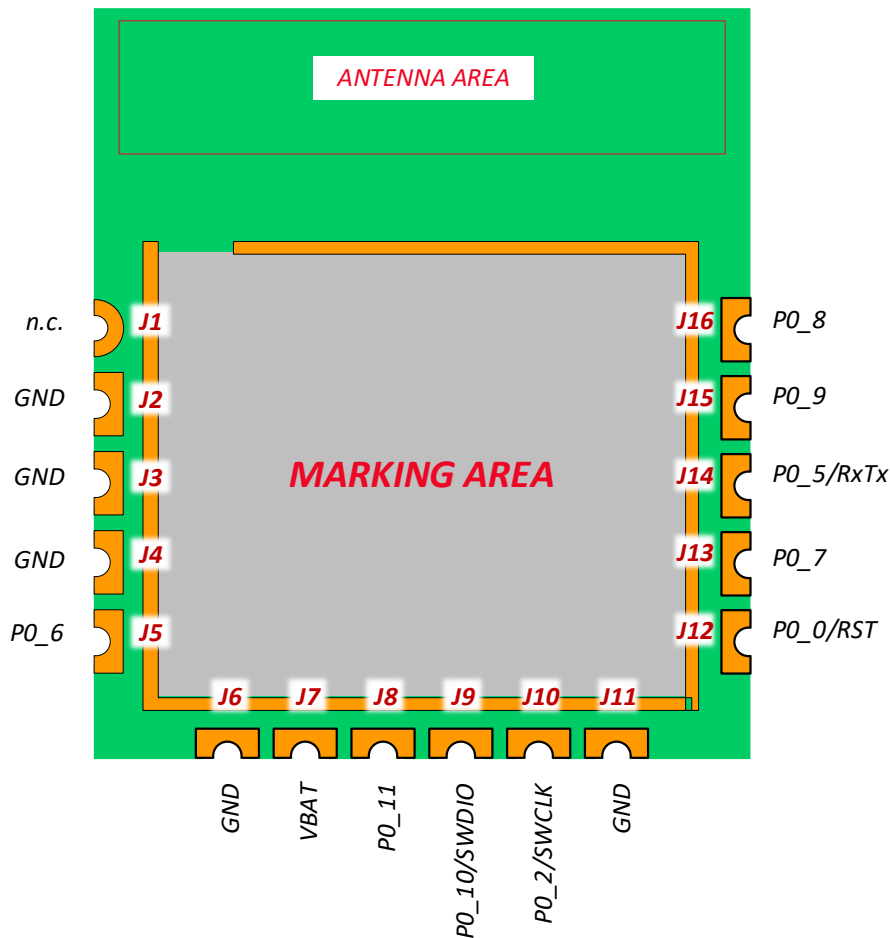 ANTENNA AREA
n.c.
J1
J16
P0_8
GND
J2
J15
P0_9
GND
J3
MARKING AREA
J14
P0_5/RxTx
GND
J4
J13
P0_7
P0_6
J5
J12
P0_0/RST
J6
J7
J8
J9
J10
J11
GND
VBAT
P0_11
P0_10/SWDIO
P0_2/SWCLK
GND